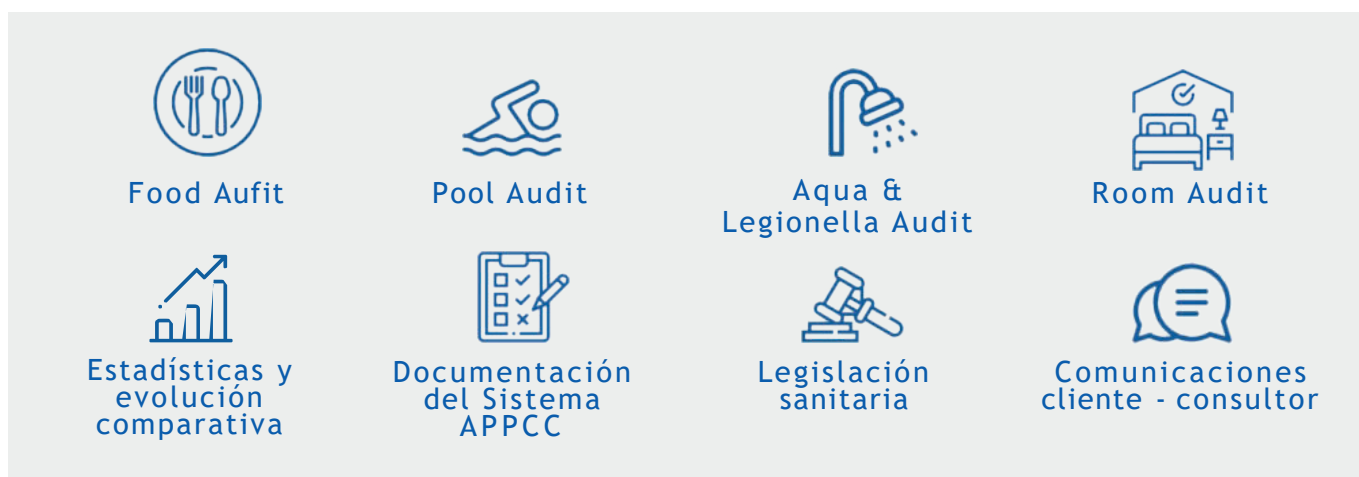 Food Aufit
Pool Audit
Aqua &
Legionella Audit
Room Audit
Estadísticas y
evolución
comparativa
Documentación
del Sistema
APPCC
Legislación
sanitaria
Comunicaciones
cliente - consultor